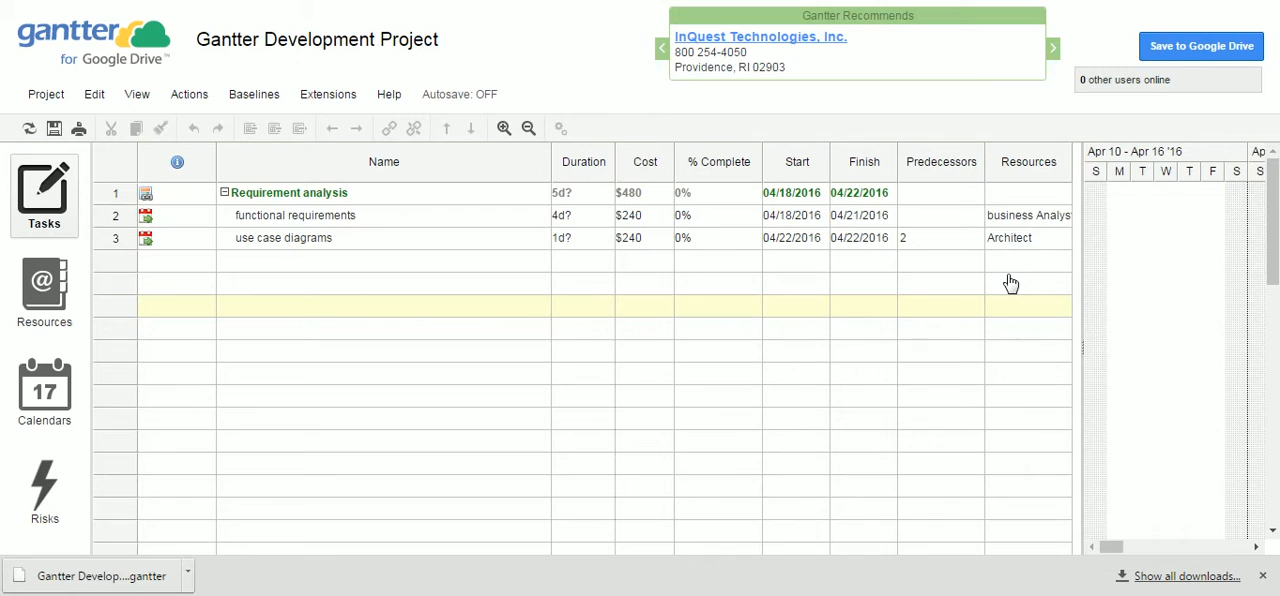 gantter
for Google Drive™
Gantter Development Project
Gantter Recommends
InQuest Technologies, Inc.
800 254-4050
Providence, RI 02903
Save to Google Drive
0 other users online
Project Edit View Actions Baselines Extensions Help Autosave: OFF
Name Duration Cost % Complete Start Finish Predecessors Resources
Apr 10 - Apr 16 '16 Ap
S M T W T F S S
1 Requirement analysis 5d? $480 0% 04/18/2016 04/22/2016
2 functional requirements 4d? $240 0% 04/18/2016 04/21/2016 business Analys
3 use case diagrams 1d? $240 0% 04/22/2016 04/22/2016 2 Architect
Tasks
@
Resources
17
Calendars
Risks
Gantter Develop....gantter
Show all downloads...